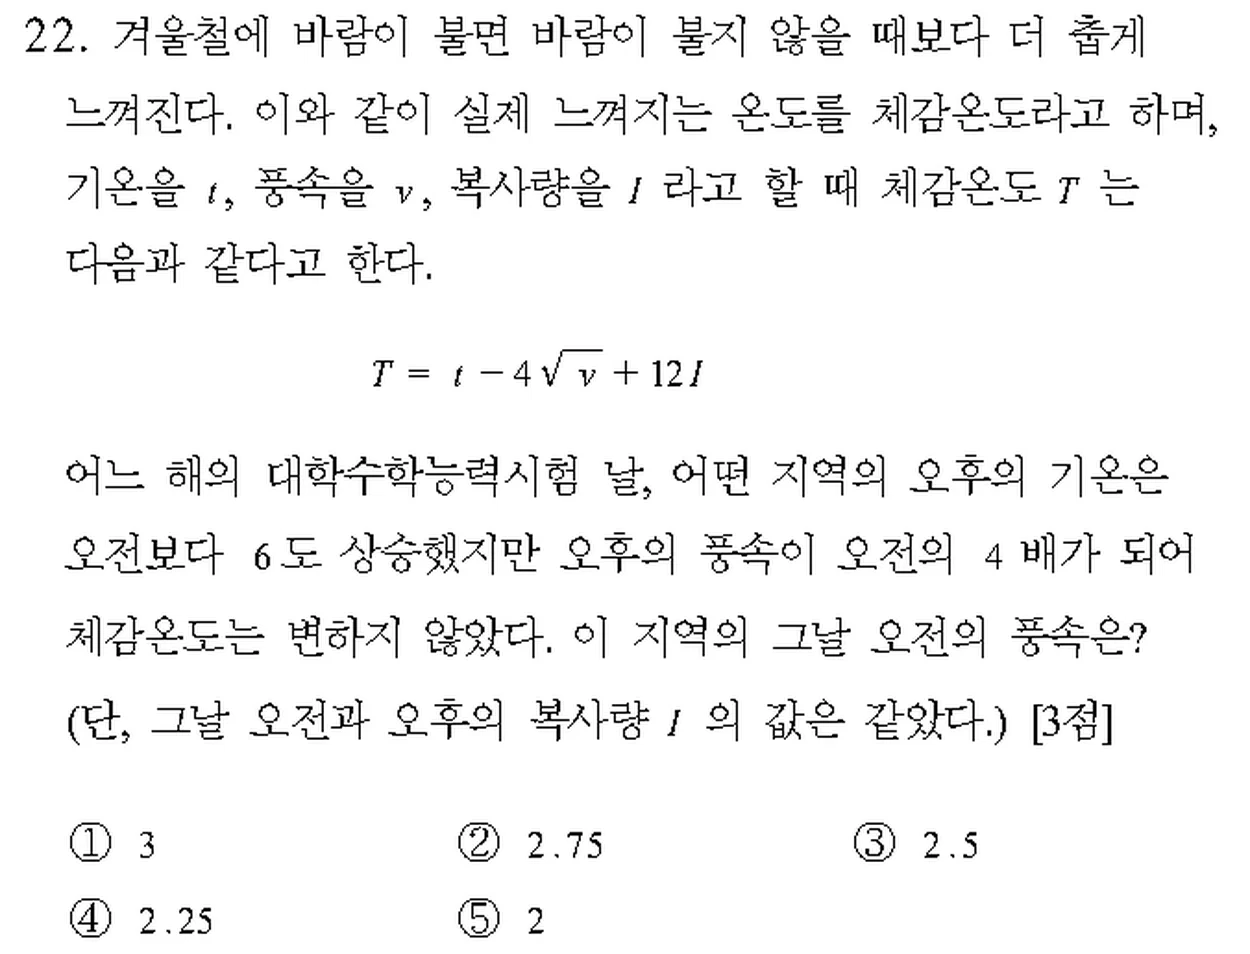 22. 겨울철에 바람이 불면 바람이 불지 않을 때보다 더 춥게
느껴진다. 이와 같이 실제 느껴지는 온도를 체감온도라고 하며,
기온을 t, 풍속을 v, 복사량을 I 라고 할 때 체감온도 T 는
다음과 같다고 한다.
T = t − 4√v + 12I
어느 해의 대학수학능력시험 날, 어떤 지역의 오후의 기온은
오전보다 6도 상승했지만 오후의 풍속이 오전의 4 배가 되어
체감온도는 변하지 않았다. 이 지역의 그날 오전의 풍속은?
(단, 그날 오전과 오후의 복사량 I 의 값은 같았다.) [3점]
① 3 ② 2.75 ③ 2.5
④ 2.25 ⑤ 2